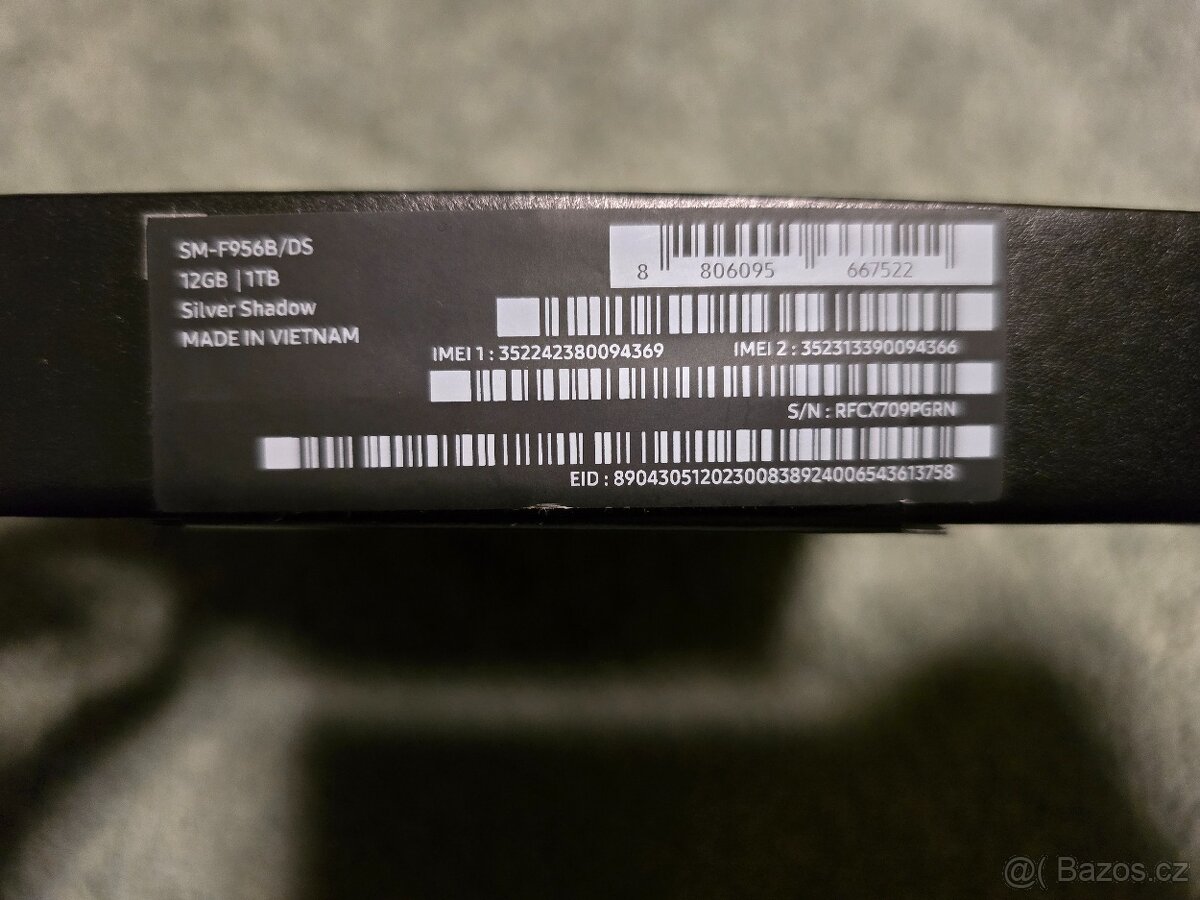 SM-F956B/DS
12GB | 1TB
Silver Shadow
MADE IN VIETNAM
8 806095 667522
IMEI 1 : 352242380094369 IMEI 2 : 352313390094366
S/N : RFCX709PGRN
EID : 89043051202300838924006543613758
@( Bazos.cz